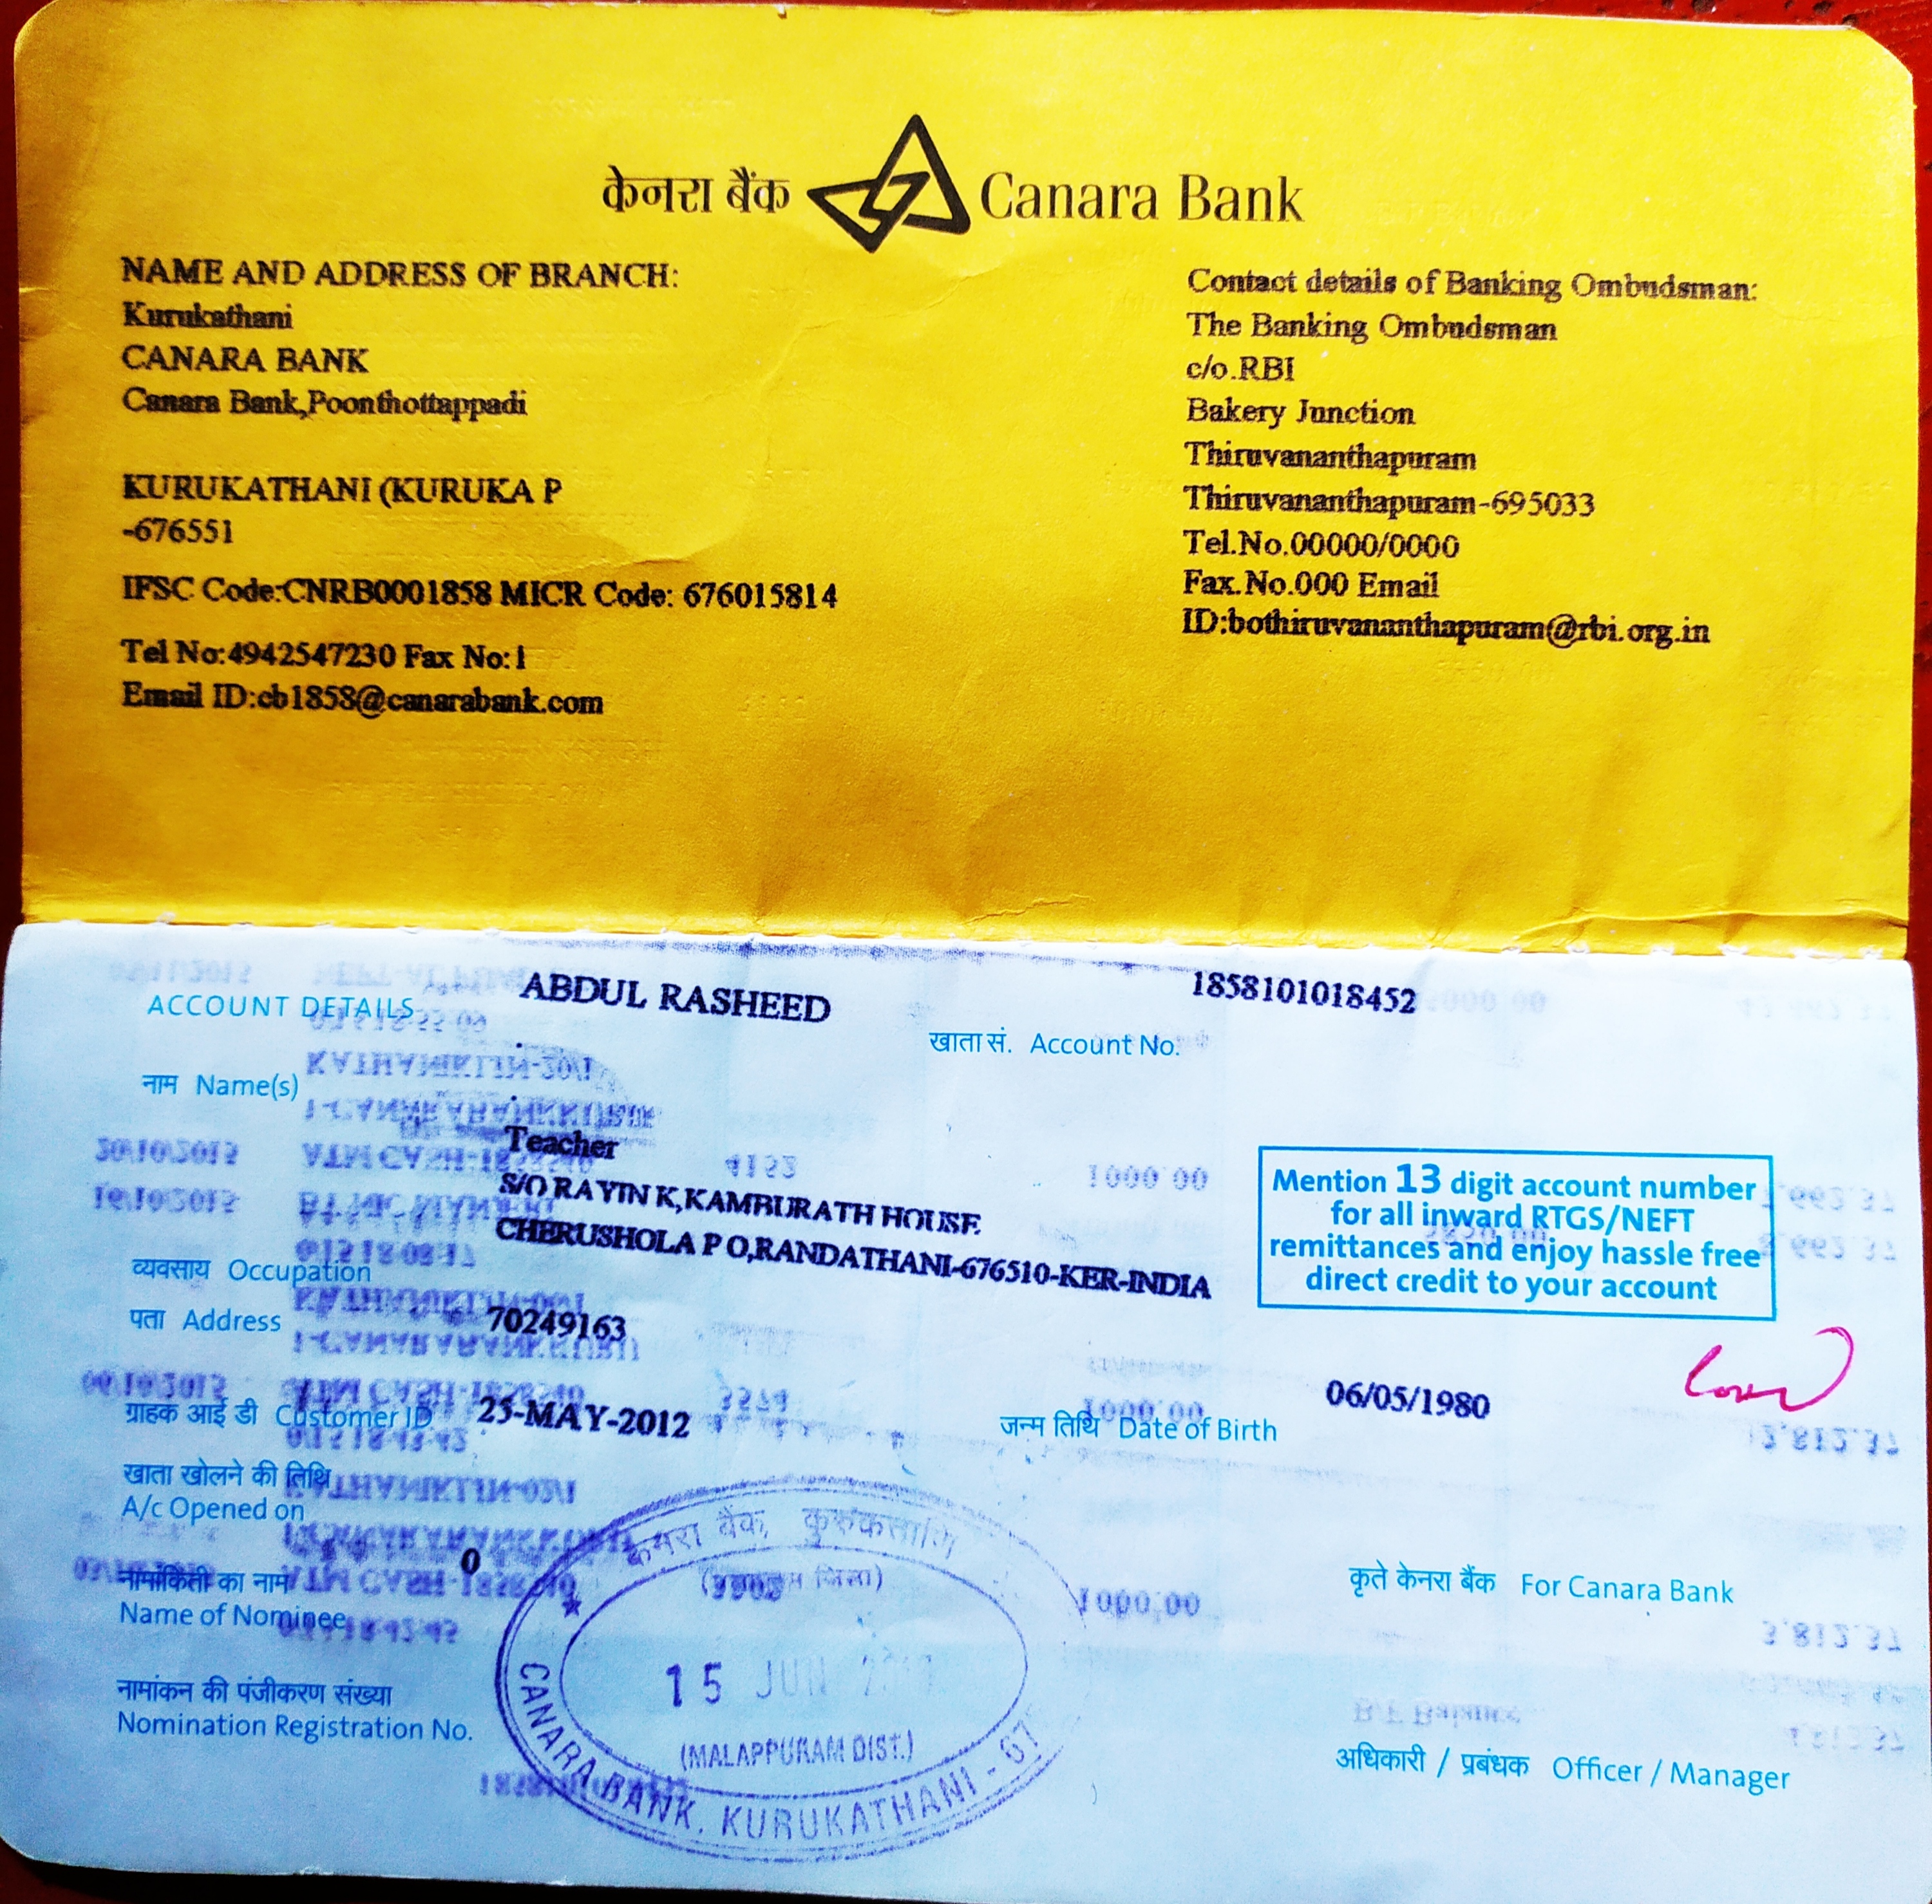 केनरा बैंक Canara Bank
NAME AND ADDRESS OF BRANCH:
Kurukathani
CANARA BANK
Canara Bank,Poonthottappadi
KURUKATHANI (KURUKA P
-676551
IFSC Code:CNRB0001858 MICR Code: 676015814
Tel No:4942547230 Fax No:1
Email ID:cb1858@canarabank.com
Contact details of Banking Ombudsman:
The Banking Ombudsman
c/o.RBI
Bakery Junction
Thiruvananthapuram
Thiruvananthapuram-695033
Tel.No.00000/0000
Fax.No.000 Email
ID:bothiruvananthapuram@rbi.org.in
ACCOUNT DETAILS
ABDUL RASHEED
1858101018452
खाता सं. Account No.
नाम Name(s)
Teacher
S/O RAYIN K,KAMBURATH HOUSE
CHERUSHOLA P O,RANDATHANI-676510-KER-INDIA
Mention 13 digit account number
for all inward RTGS/NEFT
remittances and enjoy hassle free
direct credit to your account
व्यवसाय Occupation
पता Address
70249163
ग्राहक आई डी Customer ID
25-MAY-2012
जन्म तिथि Date of Birth
06/05/1980
खाता खोलने की तिथि
A/c Opened on
0
नामांकिती का नाम
Name of Nominee
कृते केनरा बैंक For Canara Bank
नामांकन की पंजीकरण संख्या
Nomination Registration No.
अधिकारी / प्रबंधक Officer / Manager
केनरा बैंक,
15 JUN
(MALAPPURAM DIST.)
CANARA BANK. KURUKATHANI - 67